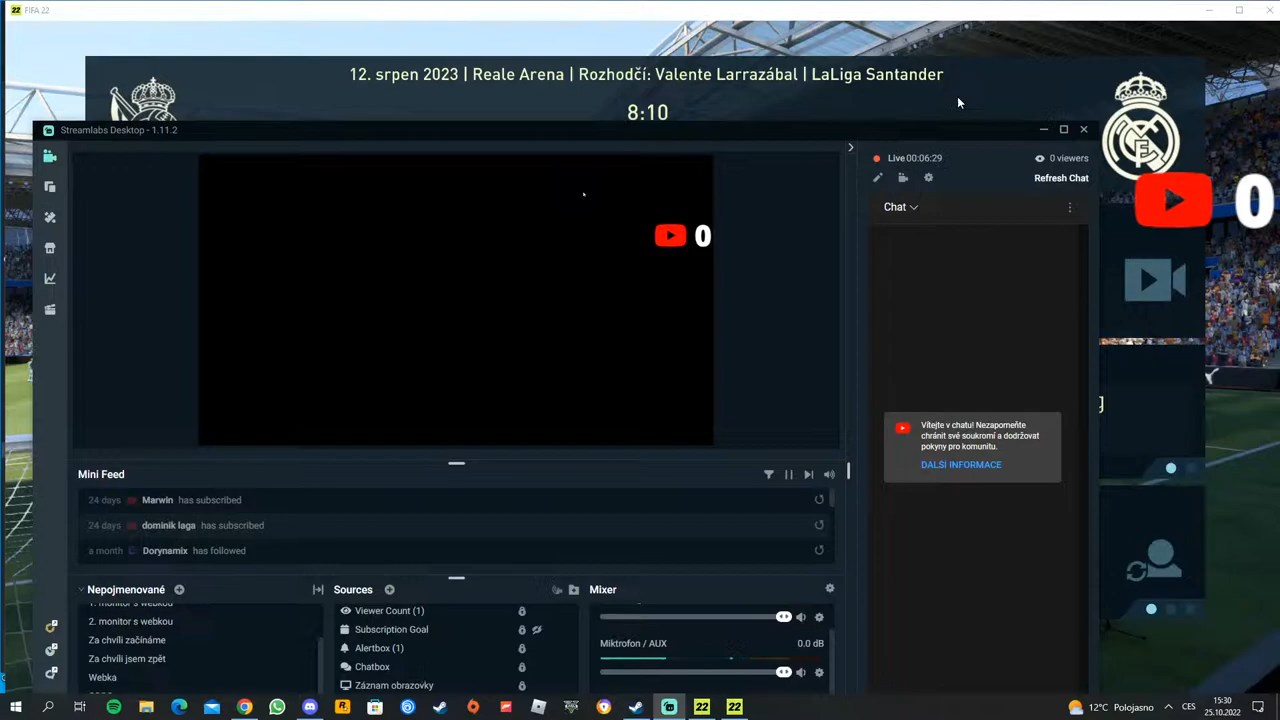 FIFA 22
12. srpen 2023 | Reale Arena | Rozhodčí: Valente Larrazábal | LaLiga Santander
8:10
Streamlabs Desktop - 1.11.2
Live 00:06:29
0 viewers
Refresh Chat
0
0
Chat
Vítejte v chatu! Nezapomeňte
chránit své soukromí a dodržovat
pokyny pro komunitu.
DALŠÍ INFORMACE
Mini Feed
24 days Marwin has subscribed
24 days dominik laga has subscribed
a month Dorynamix has followed
Nepojmenované
1. monitor s webkou
2. monitor s webkou
Za chvíli začínáme
Za chvíli jsem zpět
Webka
Sources
Viewer Count (1)
Subscription Goal
Alertbox (1)
Chatbox
Záznam obrazovky
Mixer
Miktrofon / AUX
0.0 dB
12°C Polojasno
CES
15:30
25.10.2022